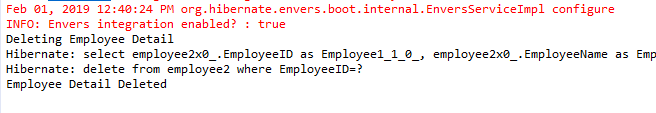 Feb 01, 2019 12:40:24 PM org.hibernate.envers.boot.internal.EnversServiceImpl configure
INFO: Envers integration enabled? : true
Deleting Employee Detail
Hibernate: select employee2x0_.EmployeeID as Employee1_1_0_, employee2x0_.EmployeeName as Emp
Hibernate: delete from employee2 where EmployeeID=?
Employee Detail Deleted